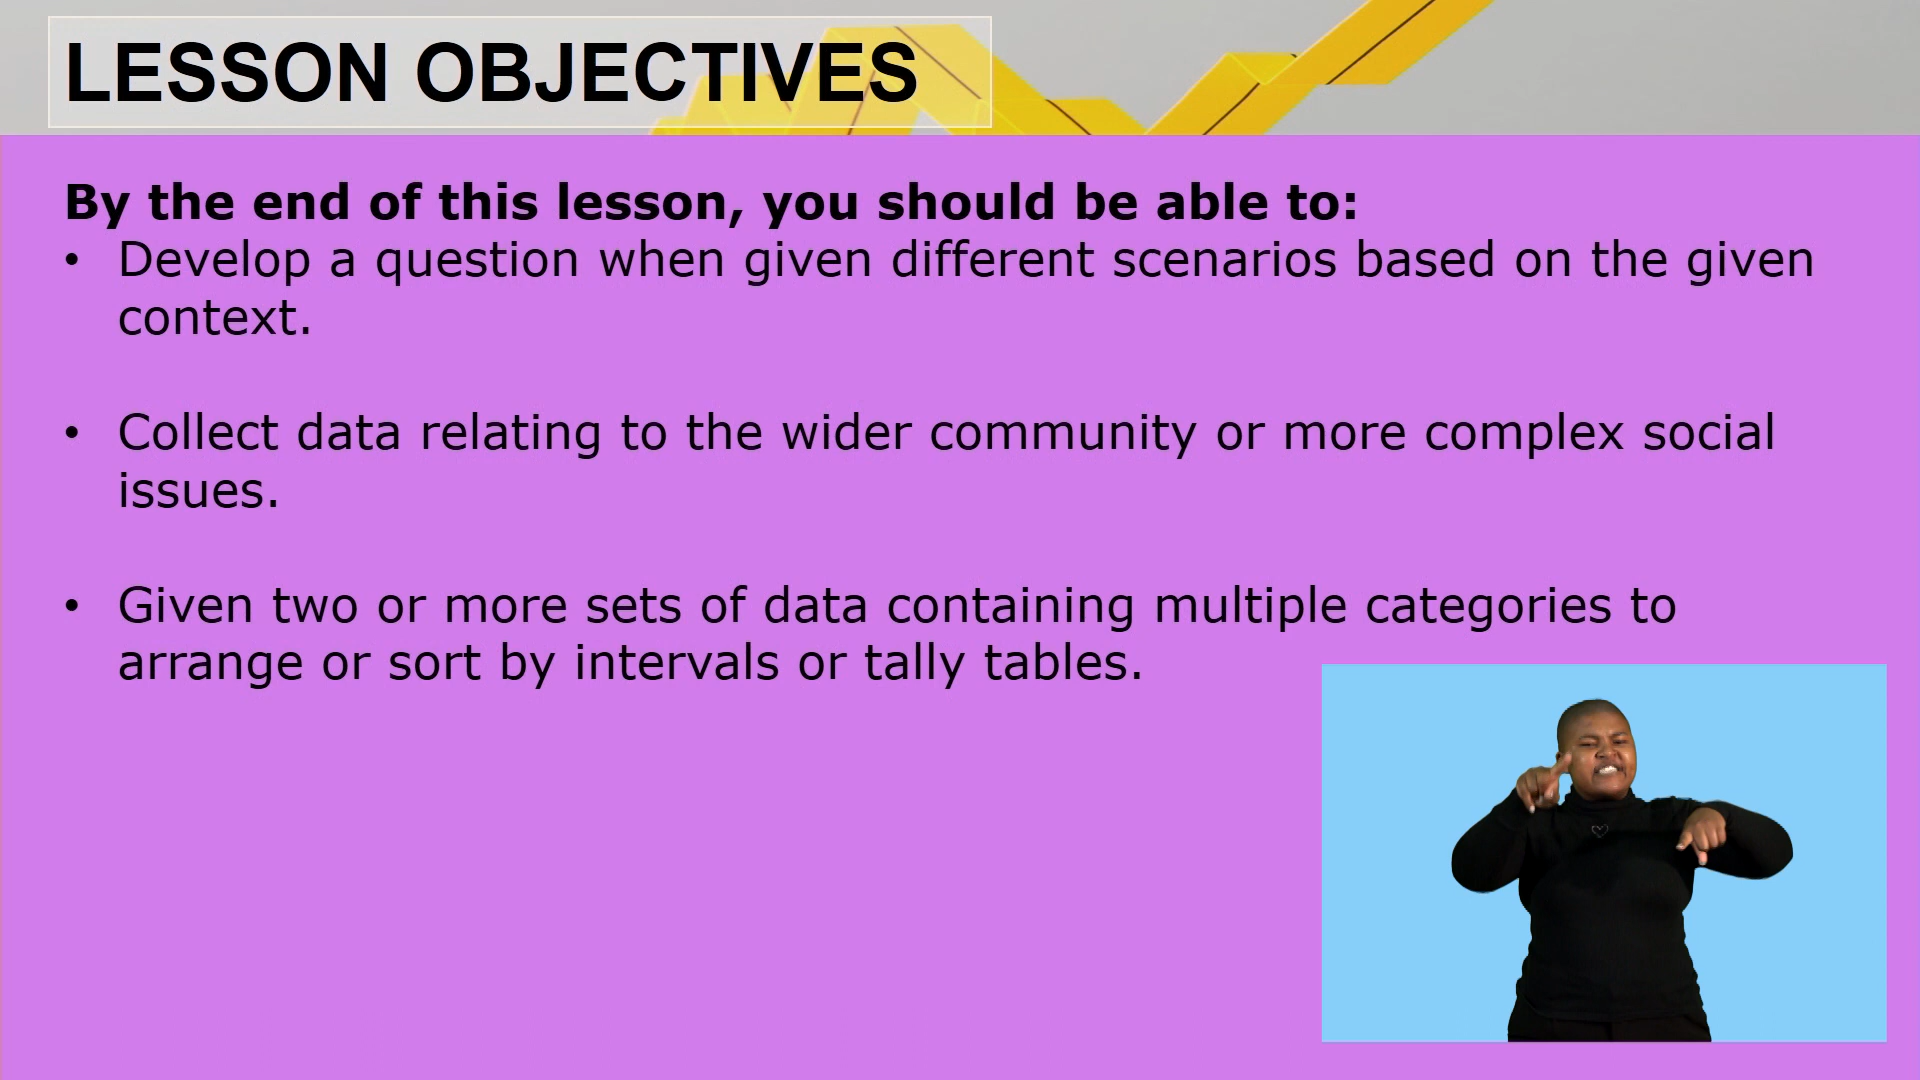 LESSON OBJECTIVES
By the end of this lesson, you should be able to:
• Develop a question when given different scenarios based on the given
context.
• Collect data relating to the wider community or more complex social
issues.
• Given two or more sets of data containing multiple categories to
arrange or sort by intervals or tally tables.